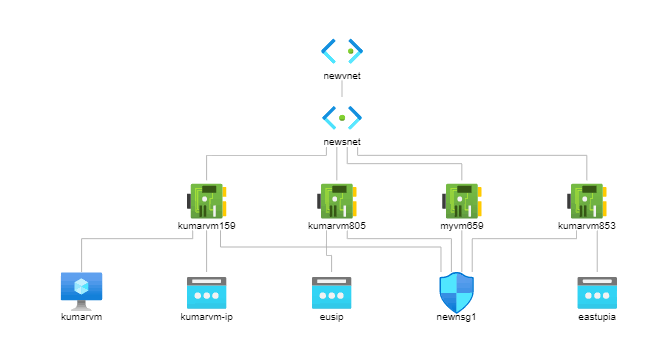 newvnet
newsnet
kumarvm159
kumarvm805
myvm659
kumarvm853
kumarvm
kumarvm-ip
eusip
newnsg1
eastupia